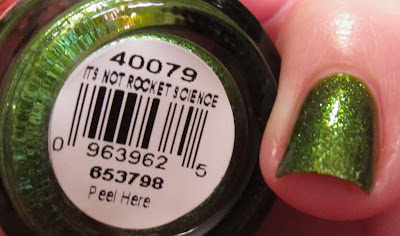 40079
IT'S NOT ROCKET SCIENCE
0 963962 5
653798
Peel Here